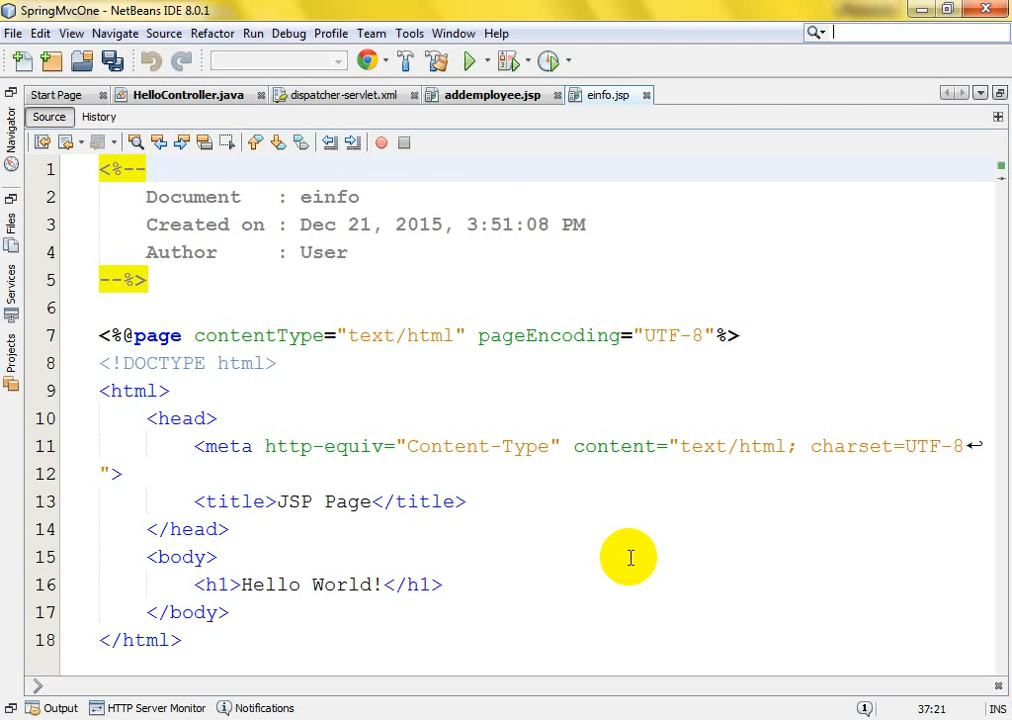 SpringMvcOne - NetBeans IDE 8.0.1
File Edit View Navigate Source Refactor Run Debug Profile Team Tools Window Help
Start Page HelloController.java dispatcher-servlet.xml addemployee.jsp einfo.jsp
Source History
Navigator
Files
Services
Projects
1 <%--
2     Document   : einfo
3     Created on : Dec 21, 2015, 3:51:08 PM
4     Author     : User
5 --%>
6
7 <%@page contentType="text/html" pageEncoding="UTF-8"%>
8 <!DOCTYPE html>
9 <html>
10     <head>
11         <meta http-equiv="Content-Type" content="text/html; charset=UTF-8↩
12 ">
13         <title>JSP Page</title>
14     </head>
15     <body>
16         <h1>Hello World!</h1>
17     </body>
18 </html>
Output HTTP Server Monitor Notifications 1 37:21 INS